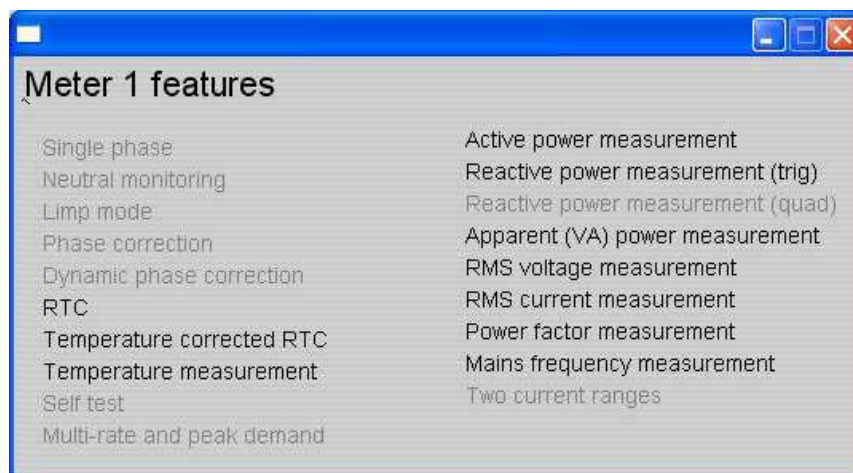 Meter 1 features
Single phase
Neutral monitoring
Limp mode
Phase correction
Dynamic phase correction
RTC
Temperature corrected RTC
Temperature measurement
Self test
Multi-rate and peak demand
Active power measurement
Reactive power measurement (trig)
Reactive power measurement (quad)
Apparent (VA) power measurement
RMS voltage measurement
RMS current measurement
Power factor measurement
Mains frequency measurement
Two current ranges